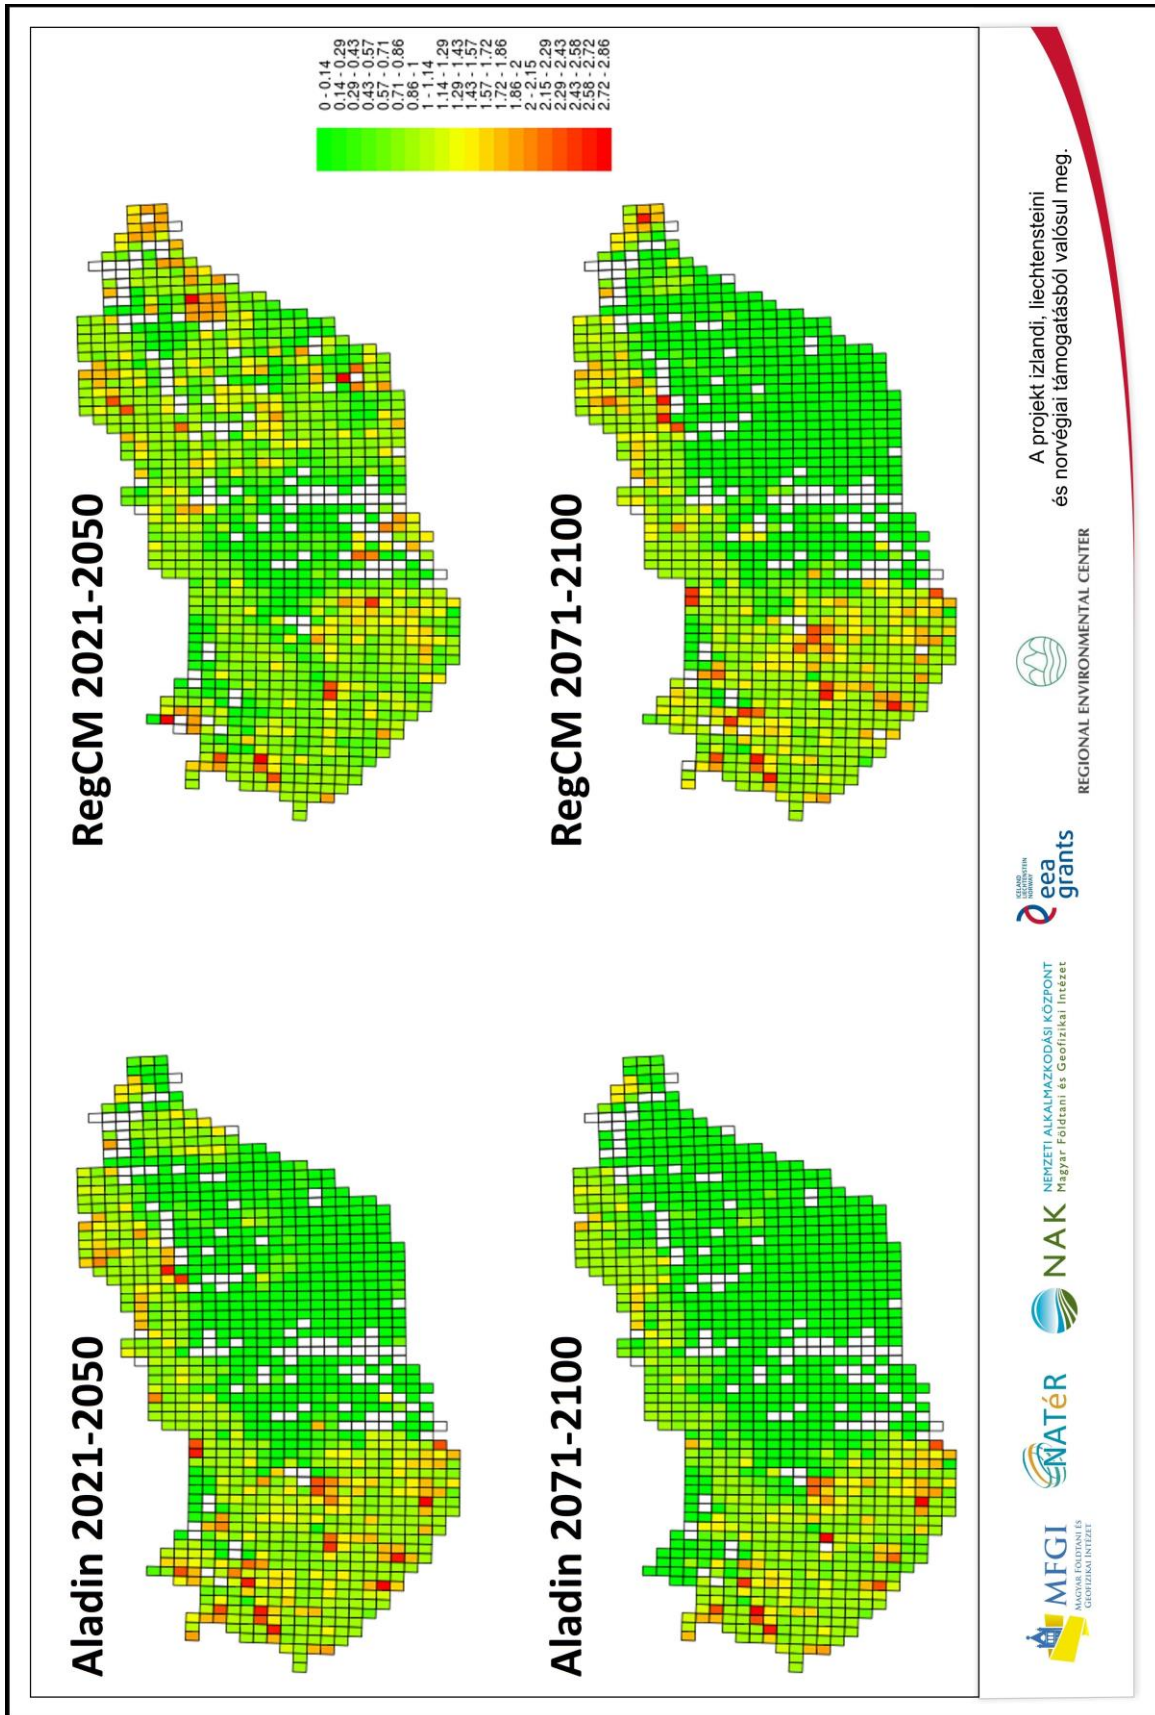 Aladin 2021-2050
RegCM 2021-2050
0 - 0.14
0.14 - 0.29
0.29 - 0.43
0.43 - 0.57
0.57 - 0.71
0.71 - 0.86
0.86 - 1
1 - 1.14
1.14 - 1.29
1.29 - 1.43
1.43 - 1.57
1.57 - 1.72
1.72 - 1.86
1.86 - 2
2 - 2.15
2.15 - 2.29
2.29 - 2.43
2.43 - 2.58
2.58 - 2.72
2.72 - 2.86
Aladin 2071-2100
RegCM 2071-2100
MFGI
MAGYAR FÖLDTANI ÉS
GEOFIZIKAI INTÉZET
NATéR
NAK
NEMZETI ALKALMAZKODÁSI KÖZPONT
Magyar Földtani és Geofizikai Intézet
ICELAND
LIECHTENSTEIN
NORWAY
eea
grants
REGIONAL ENVIRONMENTAL CENTER
A projekt izlandi, liechtensteini
és norvégiai támogatásból valósul meg.